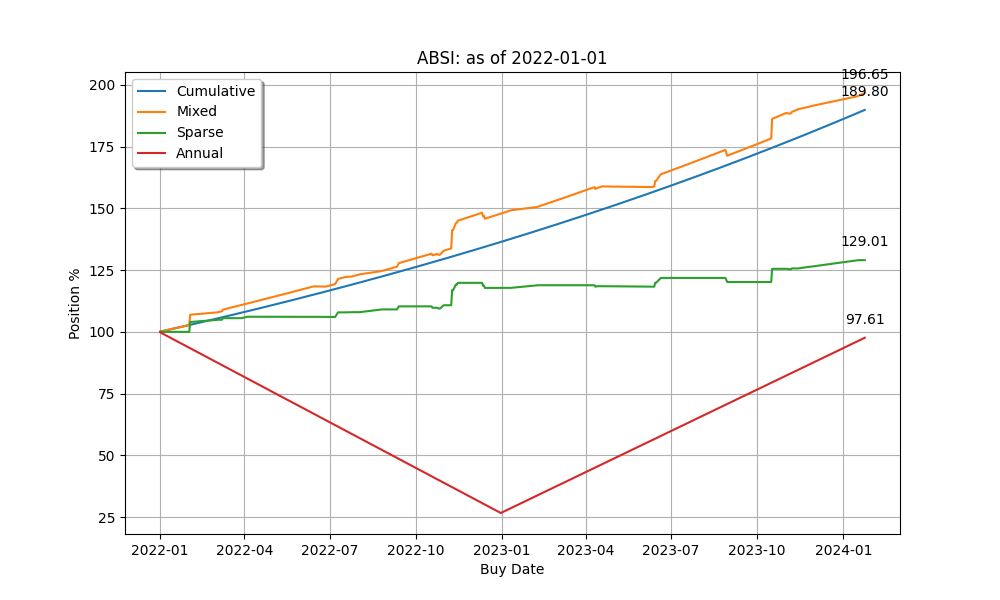 ABSI: as of 2022-01-01
196.65
189.80
129.01
97.61
Cumulative
Mixed
Sparse
Annual
Position %
200
175
150
125
100
75
50
25
2022-01 2022-04 2022-07 2022-10 2023-01 2023-04 2023-07 2023-10 2024-01
Buy Date